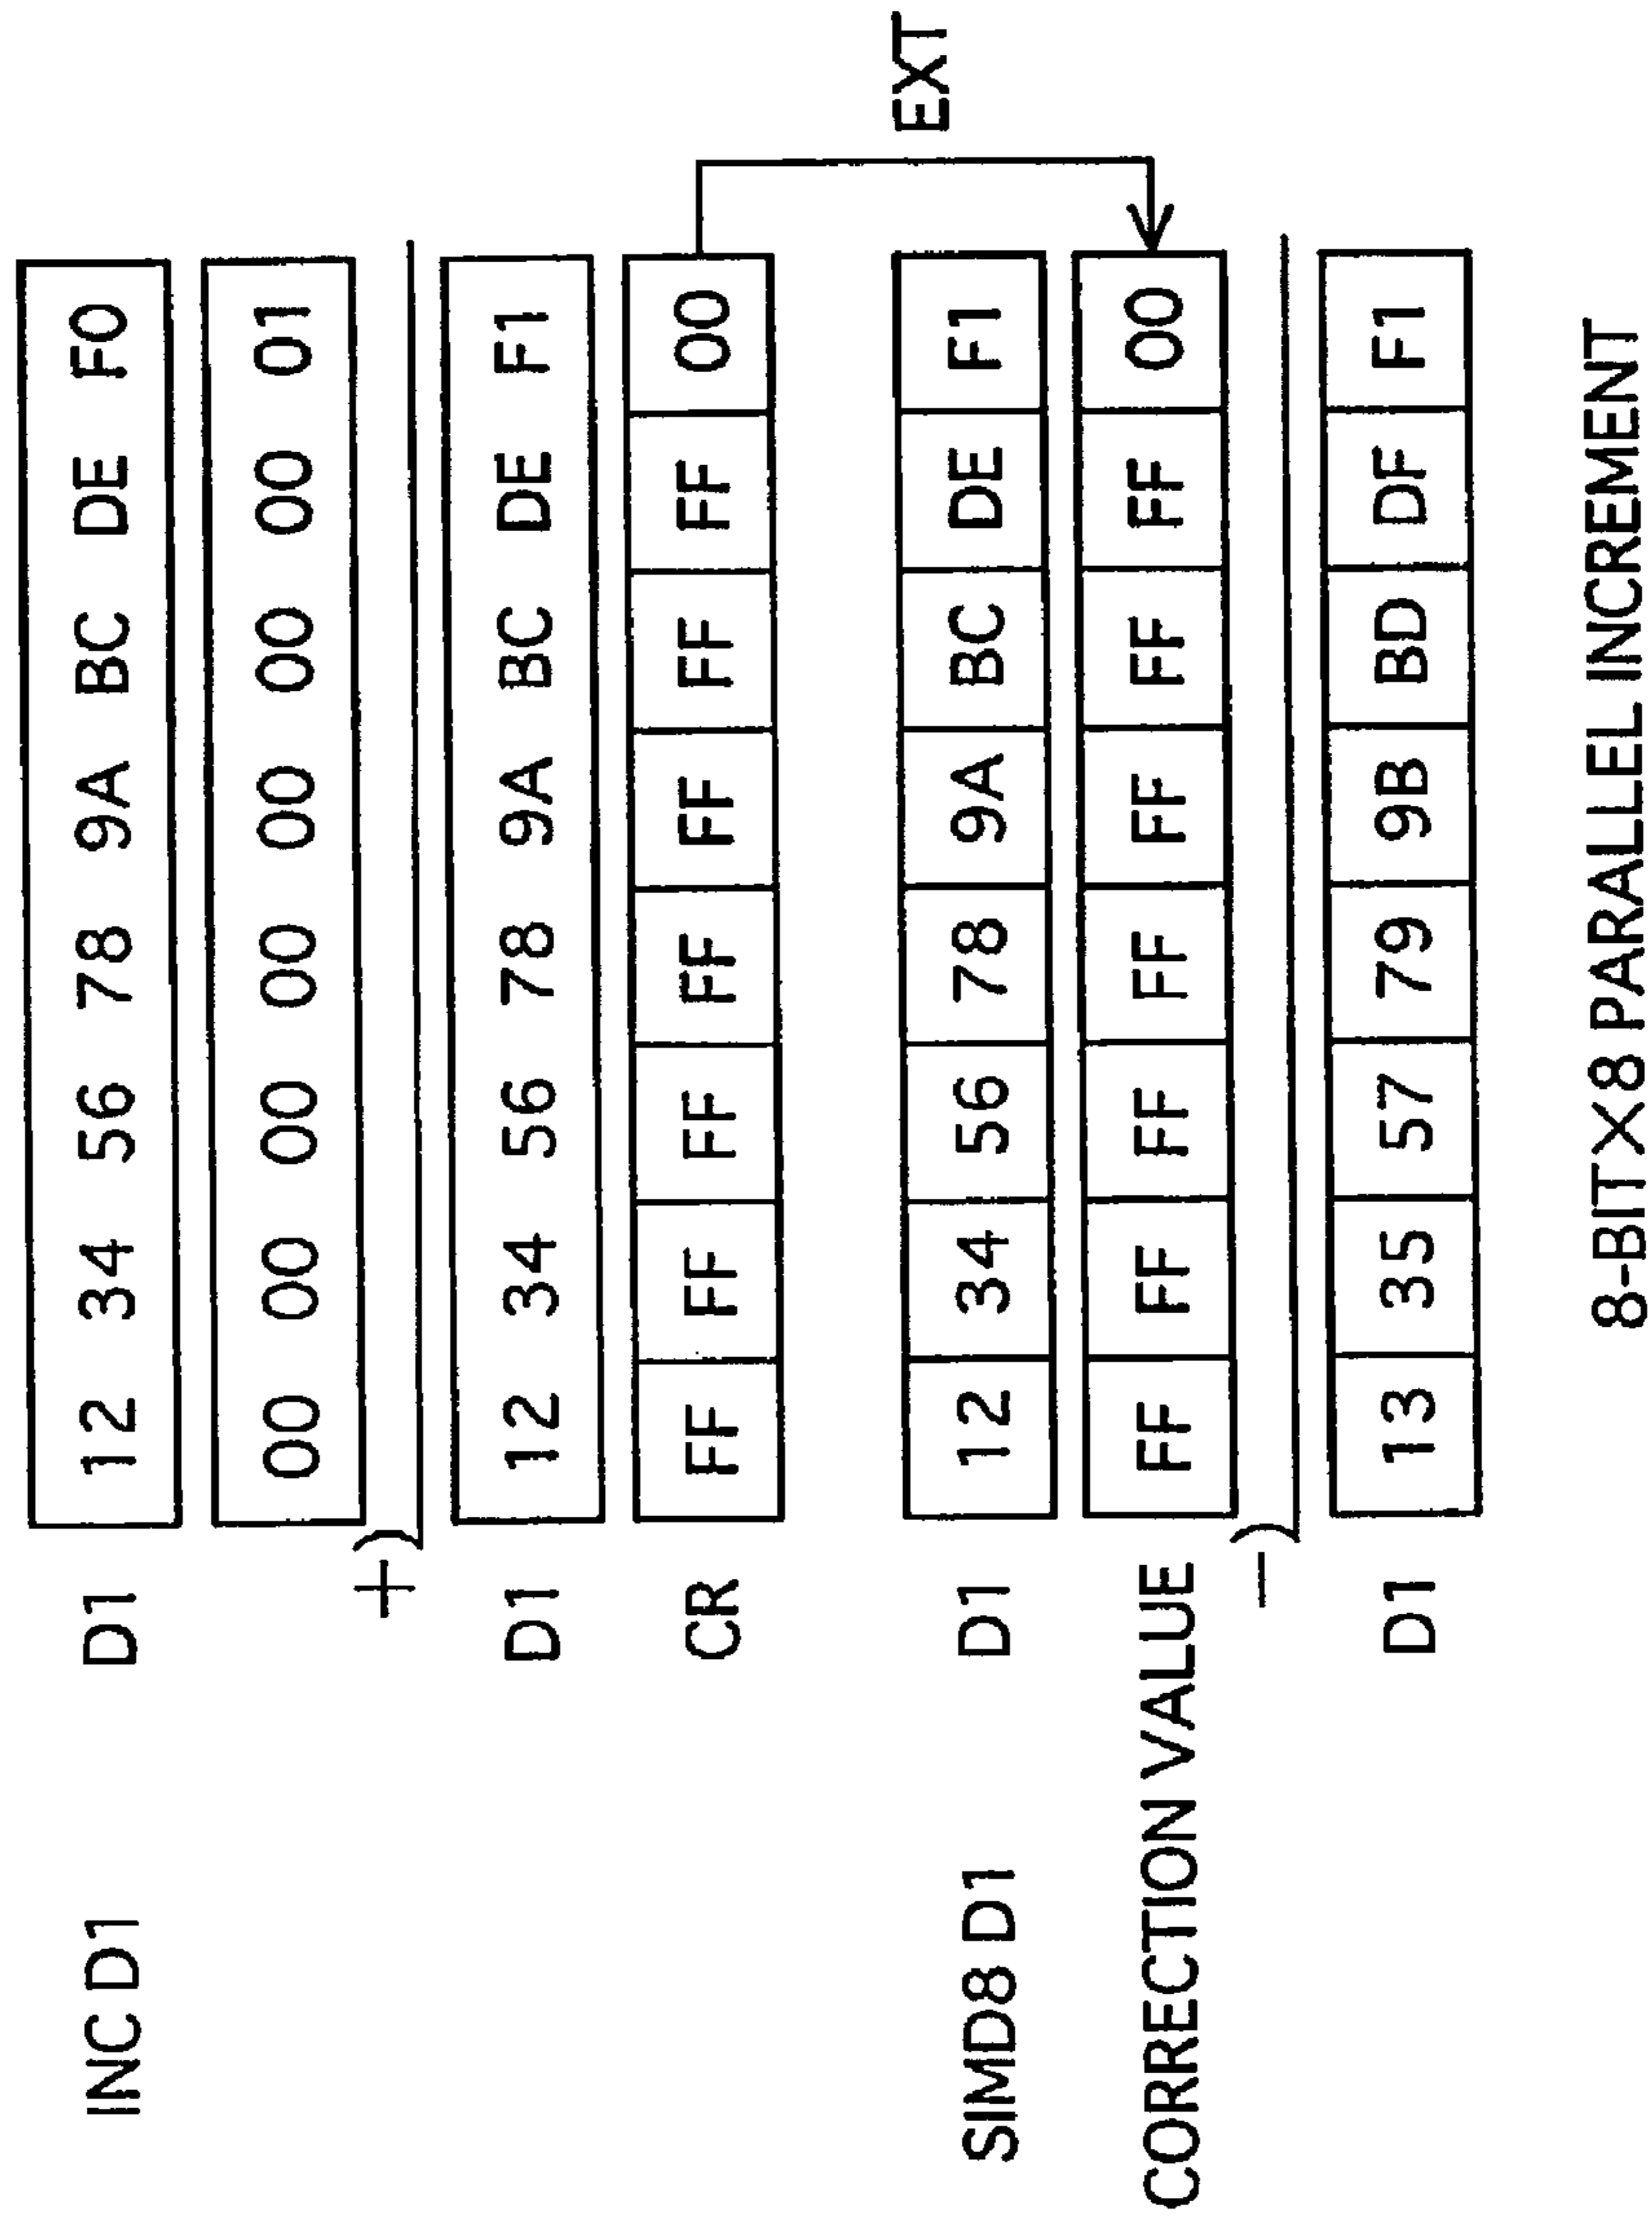 INC D1 D1 12 34 56 78 9A BC DE F0
00 00 00 00 00 00 00 01
+)
D1 12 34 56 78 9A BC DE F1
CR FF FF FF FF FF FF FF 00
EXT
SIMD8 D1 D1 12 34 56 78 9A BC DE F1
CORRECTION VALUE FF FF FF FF FF FF FF 00
-)
D1 13 35 57 79 9B BD DF F1
8-BIT×8 PARALLEL INCREMENT